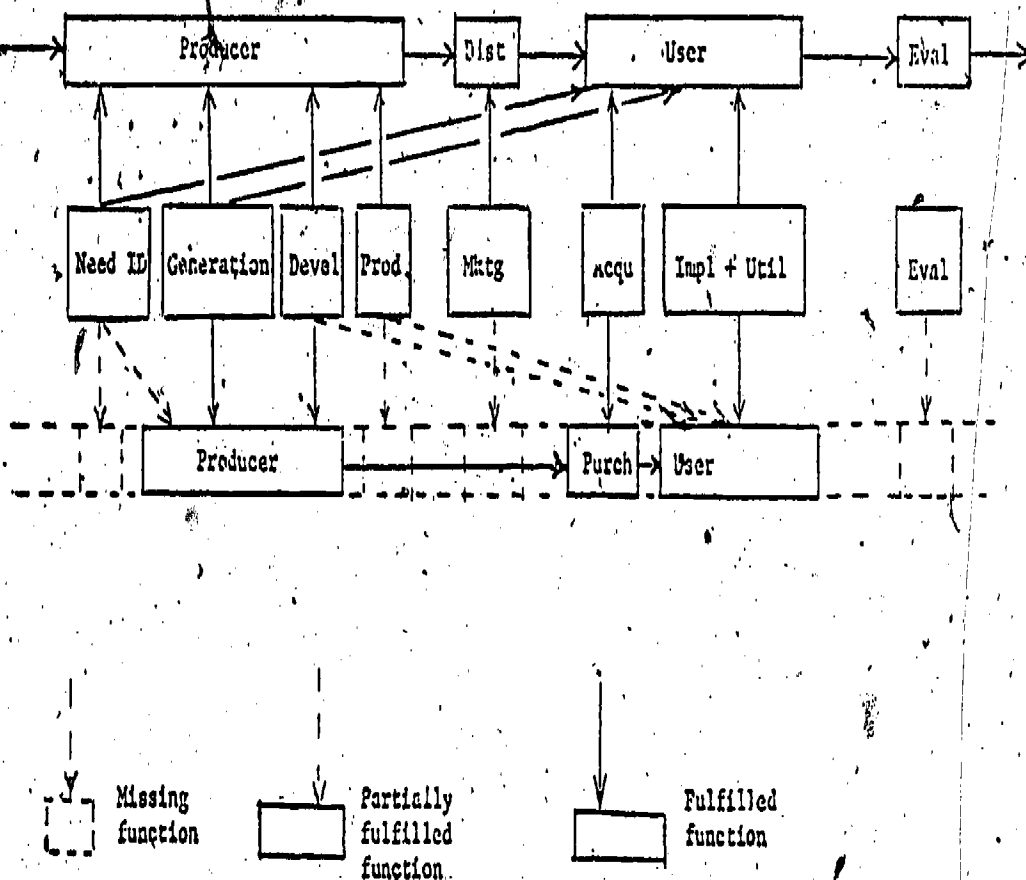 Producer Dist User Eval
Need ID Generation Devel Prod. Mktg Acqu Impl + Util Eval
Producer Purch User
Missing
function
Partially
fulfilled
function
Fulfilled
function